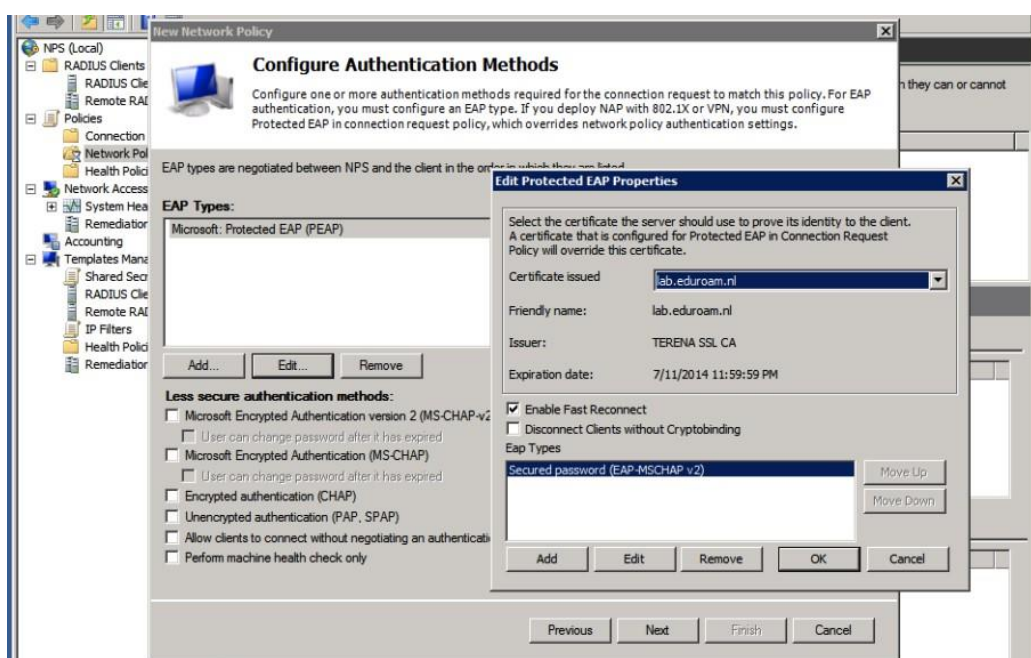 New Network Policy
NPS (Local)
RADIUS Clients
RADIUS Clie
Remote RAI
Policies
Connection
Network Pol
Health Polici
Network Access
System Hea
Remediation
Accounting
Templates Mana
Shared Secr
RADIUS Clie
Remote RAI
IP Filters
Health Polici
Remediation
Configure Authentication Methods
Configure one or more authentication methods required for the connection request to match this policy. For EAP
authentication, you must configure an EAP type. If you deploy NAP with 802.1X or VPN, you must configure
Protected EAP in connection request policy, which overrides network policy authentication settings.
they can or cannot
EAP types are negotiated between NPS and the client in the order in which they are listed.
EAP Types:
Microsoft: Protected EAP (PEAP)
Add...
Edit...
Remove
Less secure authentication methods:
Microsoft Encrypted Authentication version 2 (MS-CHAP-v2
User can change password after it has expired
Microsoft Encrypted Authentication (MS-CHAP)
User can change password after it has expired
Encrypted authentication (CHAP)
Unencrypted authentication (PAP, SPAP)
Allow clients to connect without negotiating an authenticati
Perform machine health check only
Previous
Next
Finish
Cancel
Edit Protected EAP Properties
Select the certificate the server should use to prove its identity to the client.
A certificate that is configured for Protected EAP in Connection Request
Policy will override this certificate.
Certificate issued
lab.eduroam.nl
Friendly name:
lab.eduroam.nl
Issuer:
TERENA SSL CA
Expiration date:
7/11/2014 11:59:59 PM
Enable Fast Reconnect
Disconnect Clients without Cryptobinding
Eap Types
Secured password (EAP-MSCHAP v2)
Move Up
Move Down
Add
Edit
Remove
OK
Cancel